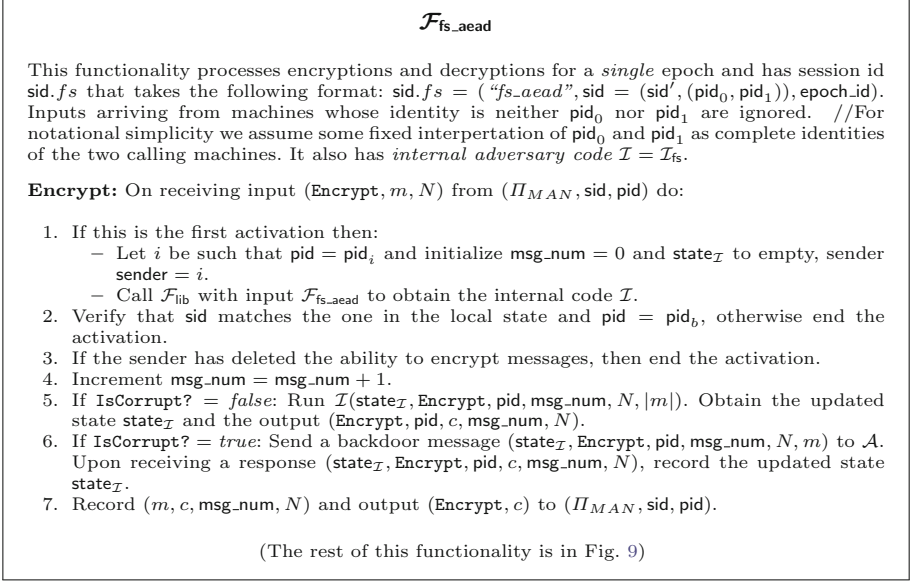 𝓕fs_aead
This functionality processes encryptions and decryptions for a single epoch and has session id
sid.fs that takes the following format: sid.fs = (“fs_aead”, sid = (sid′, (pid₀, pid₁)), epoch_id).
Inputs arriving from machines whose identity is neither pid₀ nor pid₁ are ignored. //For
notational simplicity we assume some fixed interpertation of pid₀ and pid₁ as complete identities
of the two calling machines. It also has internal adversary code 𝓘 = 𝓘fs.
Encrypt: On receiving input (Encrypt, m, N) from (Π_MAN, sid, pid) do:
1. If this is the first activation then:
– Let i be such that pid = pidᵢ and initialize msg_num = 0 and state_𝓘 to empty, sender
sender = i.
– Call 𝓕lib with input 𝓕fs_aead to obtain the internal code 𝓘.
2. Verify that sid matches the one in the local state and pid = pid_b, otherwise end the
activation.
3. If the sender has deleted the ability to encrypt messages, then end the activation.
4. Increment msg_num = msg_num + 1.
5. If IsCorrupt? = false: Run 𝓘(state_𝓘, Encrypt, pid, msg_num, N, |m|). Obtain the updated
state state_𝓘 and the output (Encrypt, pid, c, msg_num, N).
6. If IsCorrupt? = true: Send a backdoor message (state_𝓘, Encrypt, pid, msg_num, N, m) to 𝓐.
Upon receiving a response (state_𝓘, Encrypt, pid, c, msg_num, N), record the updated state
state_𝓘.
7. Record (m, c, msg_num, N) and output (Encrypt, c) to (Π_MAN, sid, pid).
(The rest of this functionality is in Fig. 9)